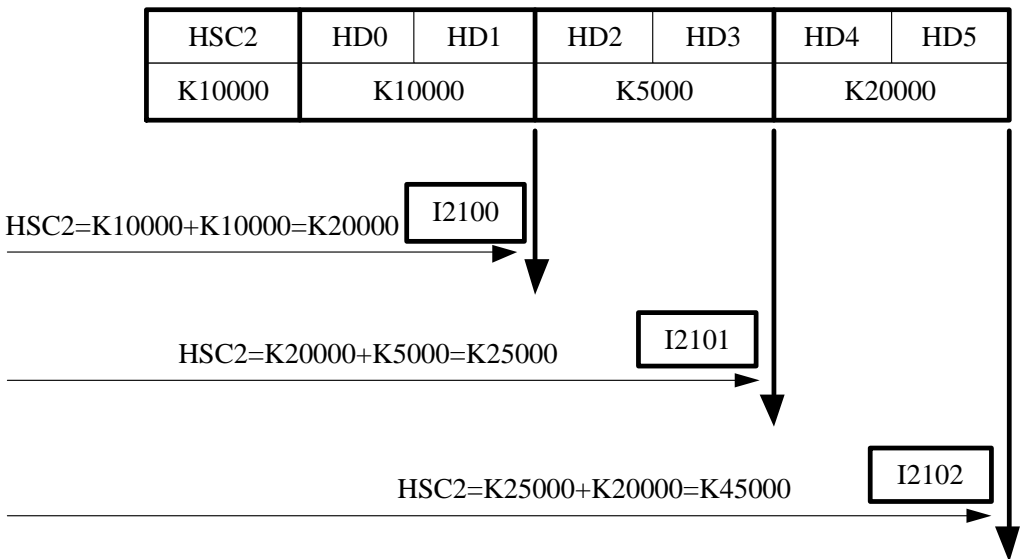 HSC2 HD0 HD1 HD2 HD3 HD4 HD5
K10000 K10000 K5000 K20000
I2100
HSC2=K10000+K10000=K20000
I2101
HSC2=K20000+K5000=K25000
I2102
HSC2=K25000+K20000=K45000